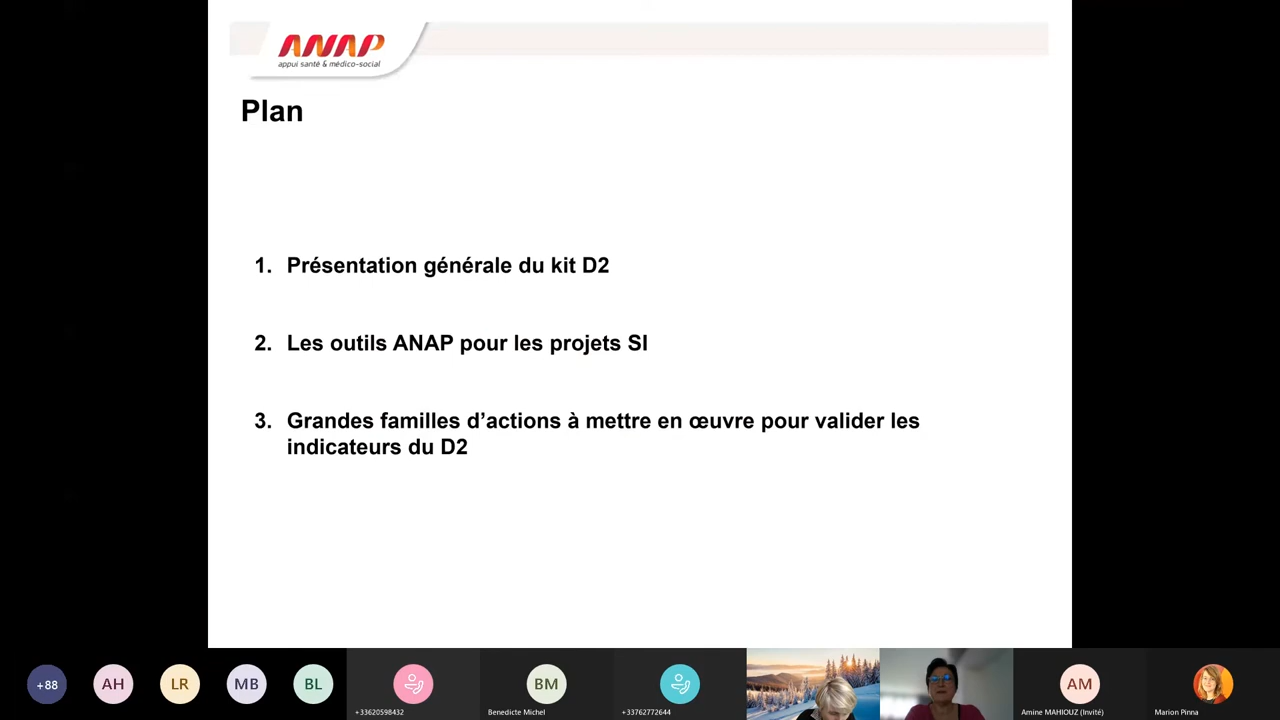 ANAP
appui santé & médico-social
Plan
1. Présentation générale du kit D2
2. Les outils ANAP pour les projets SI
3. Grandes familles d’actions à mettre en œuvre pour valider les
indicateurs du D2
+88
AH
LR
MB
BL
+33620598432
BM
Benedicte Michel
+33762772644
AM
Amine MAHIOUZ (Invité)
Marion Pinna